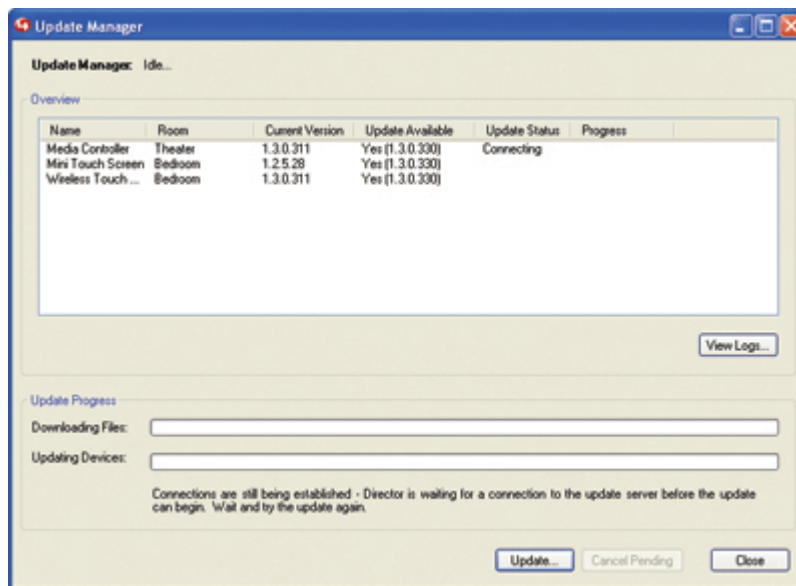 Update Manager
Update Manager: Idle...
Overview
Name Room Current Version Update Available Update Status Progress
Media Controller Theater 1.3.0.311 Yes (1.3.0.330) Connecting
Mini Touch Screen Bedroom 1.2.5.28 Yes (1.3.0.330)
Wireless Touch ... Bedroom 1.3.0.311 Yes (1.3.0.330)
View Logs...
Update Progress
Downloading Files:
Updating Devices:
Connections are still being established - Director is waiting for a connection to the update server before the update
can begin. Wait and try the update again.
Update... Cancel Pending Close